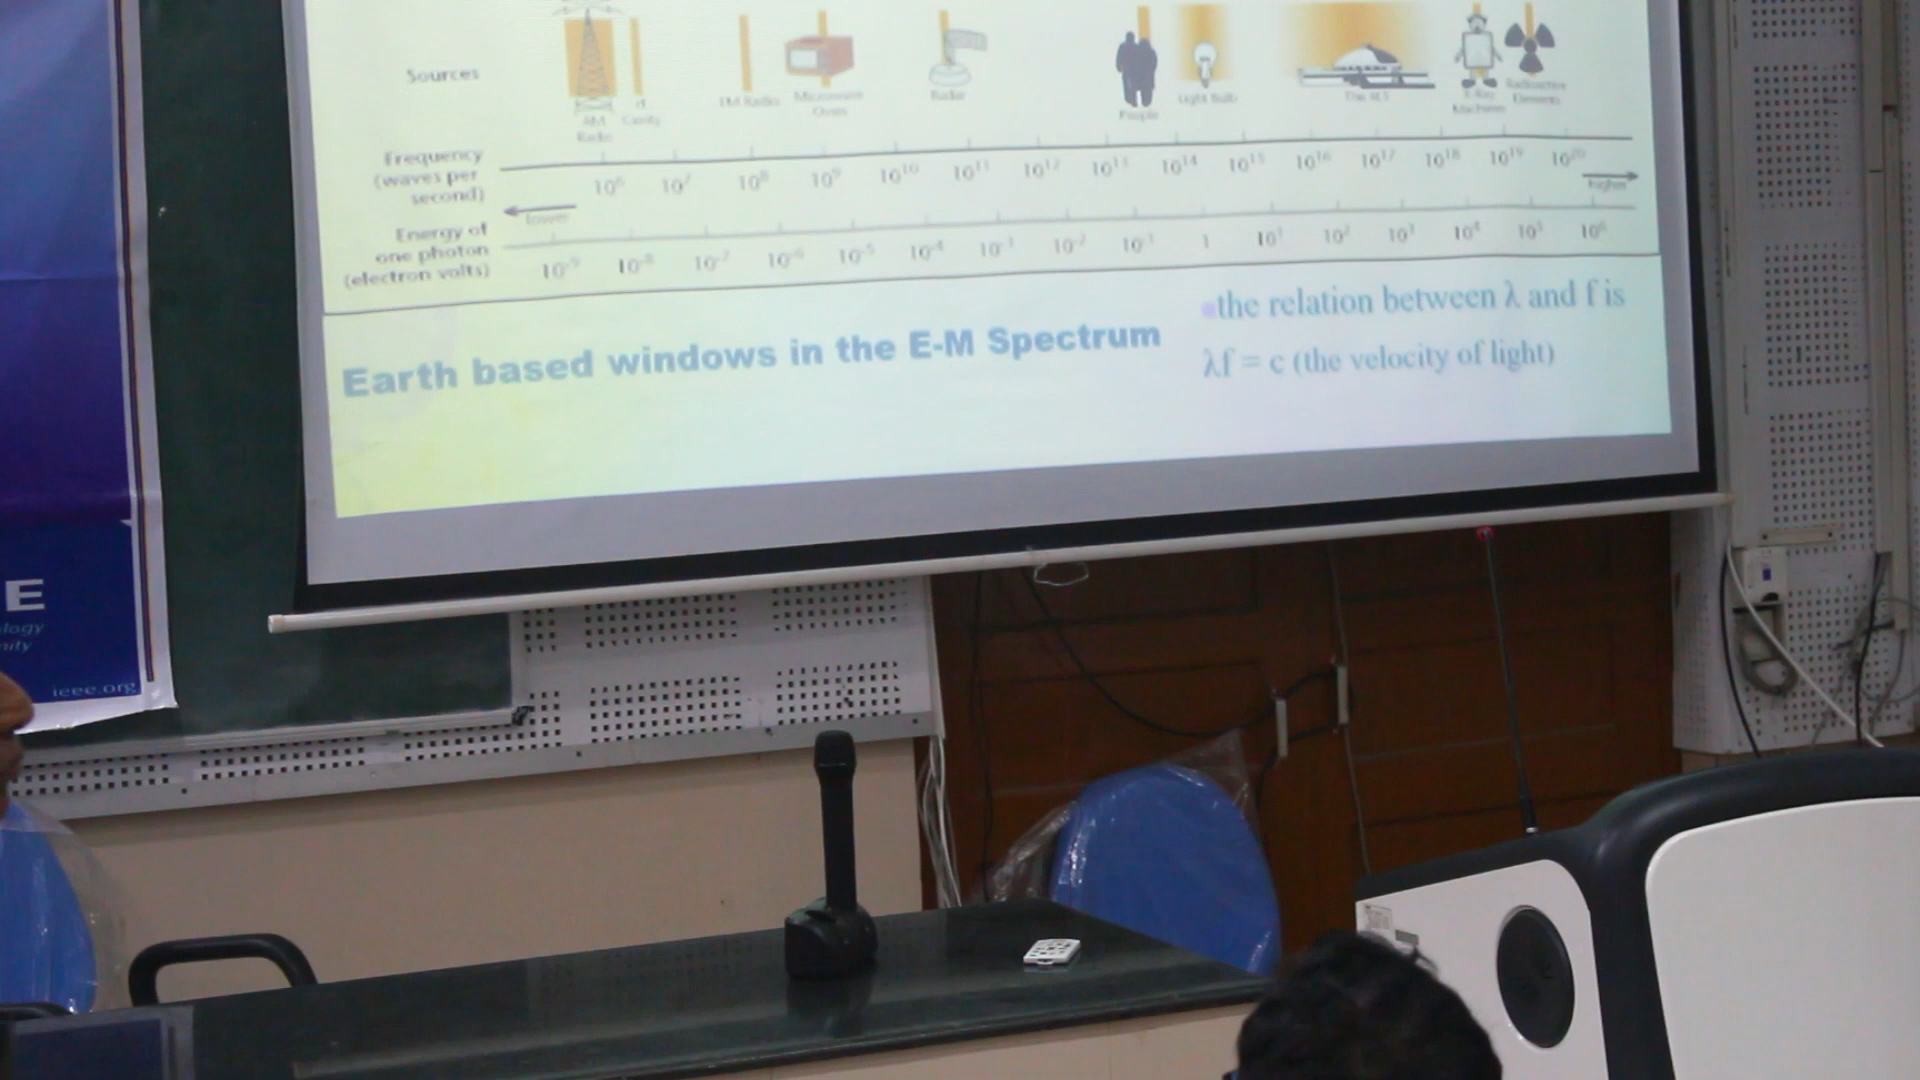 Sources
AM
Radio
rf
Cavity
FM Radio
Microwave
Oven
Radar
People
Light Bulb
The ALS
X-Ray
Machines
Radioactive
Elements
Frequency
(waves per
second)
10⁶ 10⁷ 10⁸ 10⁹ 10¹⁰ 10¹¹ 10¹² 10¹³ 10¹⁴ 10¹⁵ 10¹⁶ 10¹⁷ 10¹⁸ 10¹⁹ 10²⁰
lower
higher
Energy of
one photon
(electron volts)
10⁻⁹ 10⁻⁸ 10⁻⁷ 10⁻⁶ 10⁻⁵ 10⁻⁴ 10⁻³ 10⁻² 10⁻¹ 1 10¹ 10² 10³ 10⁴ 10⁵ 10⁶
Earth based windows in the E-M Spectrum
the relation between λ and f is
λf = c (the velocity of light)
E
ieee.org